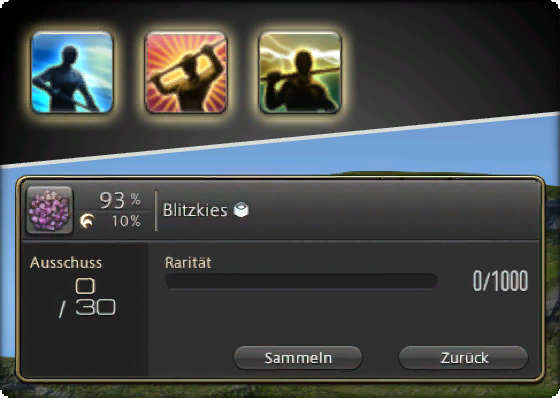 93 %
10%
Blitzkies
Ausschuss
0
/ 30
Rarität
0/1000
Sammeln
Zurück